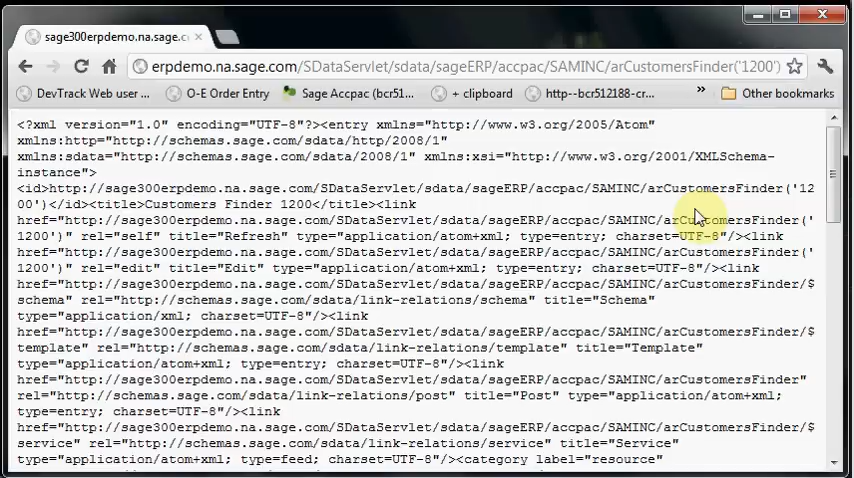 sage300erpdemo.na.sage.c
erpdemo.na.sage.com/SDataServlet/sdata/sageERP/accpac/SAMINC/arCustomersFinder('1200')
DevTrack Web user ... O-E Order Entry Sage Accpac (bcr51... + clipboard http--bcr512188-cr... » Other bookmarks
<?xml version="1.0" encoding="UTF-8"?><entry xmlns="http://www.w3.org/2005/Atom"
xmlns:http="http://schemas.sage.com/sdata/http/2008/1"
xmlns:sdata="http://schemas.sage.com/sdata/2008/1" xmlns:xsi="http://www.w3.org/2001/XMLSchema-
instance">
<id>http://sage300erpdemo.na.sage.com/SDataServlet/sdata/sageERP/accpac/SAMINC/arCustomersFinder('12
00')</id><title>Customers Finder 1200</title><link
href="http://sage300erpdemo.na.sage.com/SDataServlet/sdata/sageERP/accpac/SAMINC/arCustomersFinder('
1200')" rel="self" title="Refresh" type="application/atom+xml; type=entry; charset=UTF-8"/><link
href="http://sage300erpdemo.na.sage.com/SDataServlet/sdata/sageERP/accpac/SAMINC/arCustomersFinder('
1200')" rel="edit" title="Edit" type="application/atom+xml; type=entry; charset=UTF-8"/><link
href="http://sage300erpdemo.na.sage.com/SDataServlet/sdata/sageERP/accpac/SAMINC/arCustomersFinder/$
schema" rel="http://schemas.sage.com/sdata/link-relations/schema" title="Schema"
type="application/xml; charset=UTF-8"/><link
href="http://sage300erpdemo.na.sage.com/SDataServlet/sdata/sageERP/accpac/SAMINC/arCustomersFinder/$
template" rel="http://schemas.sage.com/sdata/link-relations/template" title="Template"
type="application/atom+xml; type=entry; charset=UTF-8"/><link
href="http://sage300erpdemo.na.sage.com/SDataServlet/sdata/sageERP/accpac/SAMINC/arCustomersFinder"
rel="http://schemas.sage.com/sdata/link-relations/post" title="Post" type="application/atom+xml;
type=entry; charset=UTF-8"/><link
href="http://sage300erpdemo.na.sage.com/SDataServlet/sdata/sageERP/accpac/SAMINC/arCustomersFinder/$
service" rel="http://schemas.sage.com/sdata/link-relations/service" title="Service"
type="application/atom+xml; type=feed; charset=UTF-8"/><category label="resource"